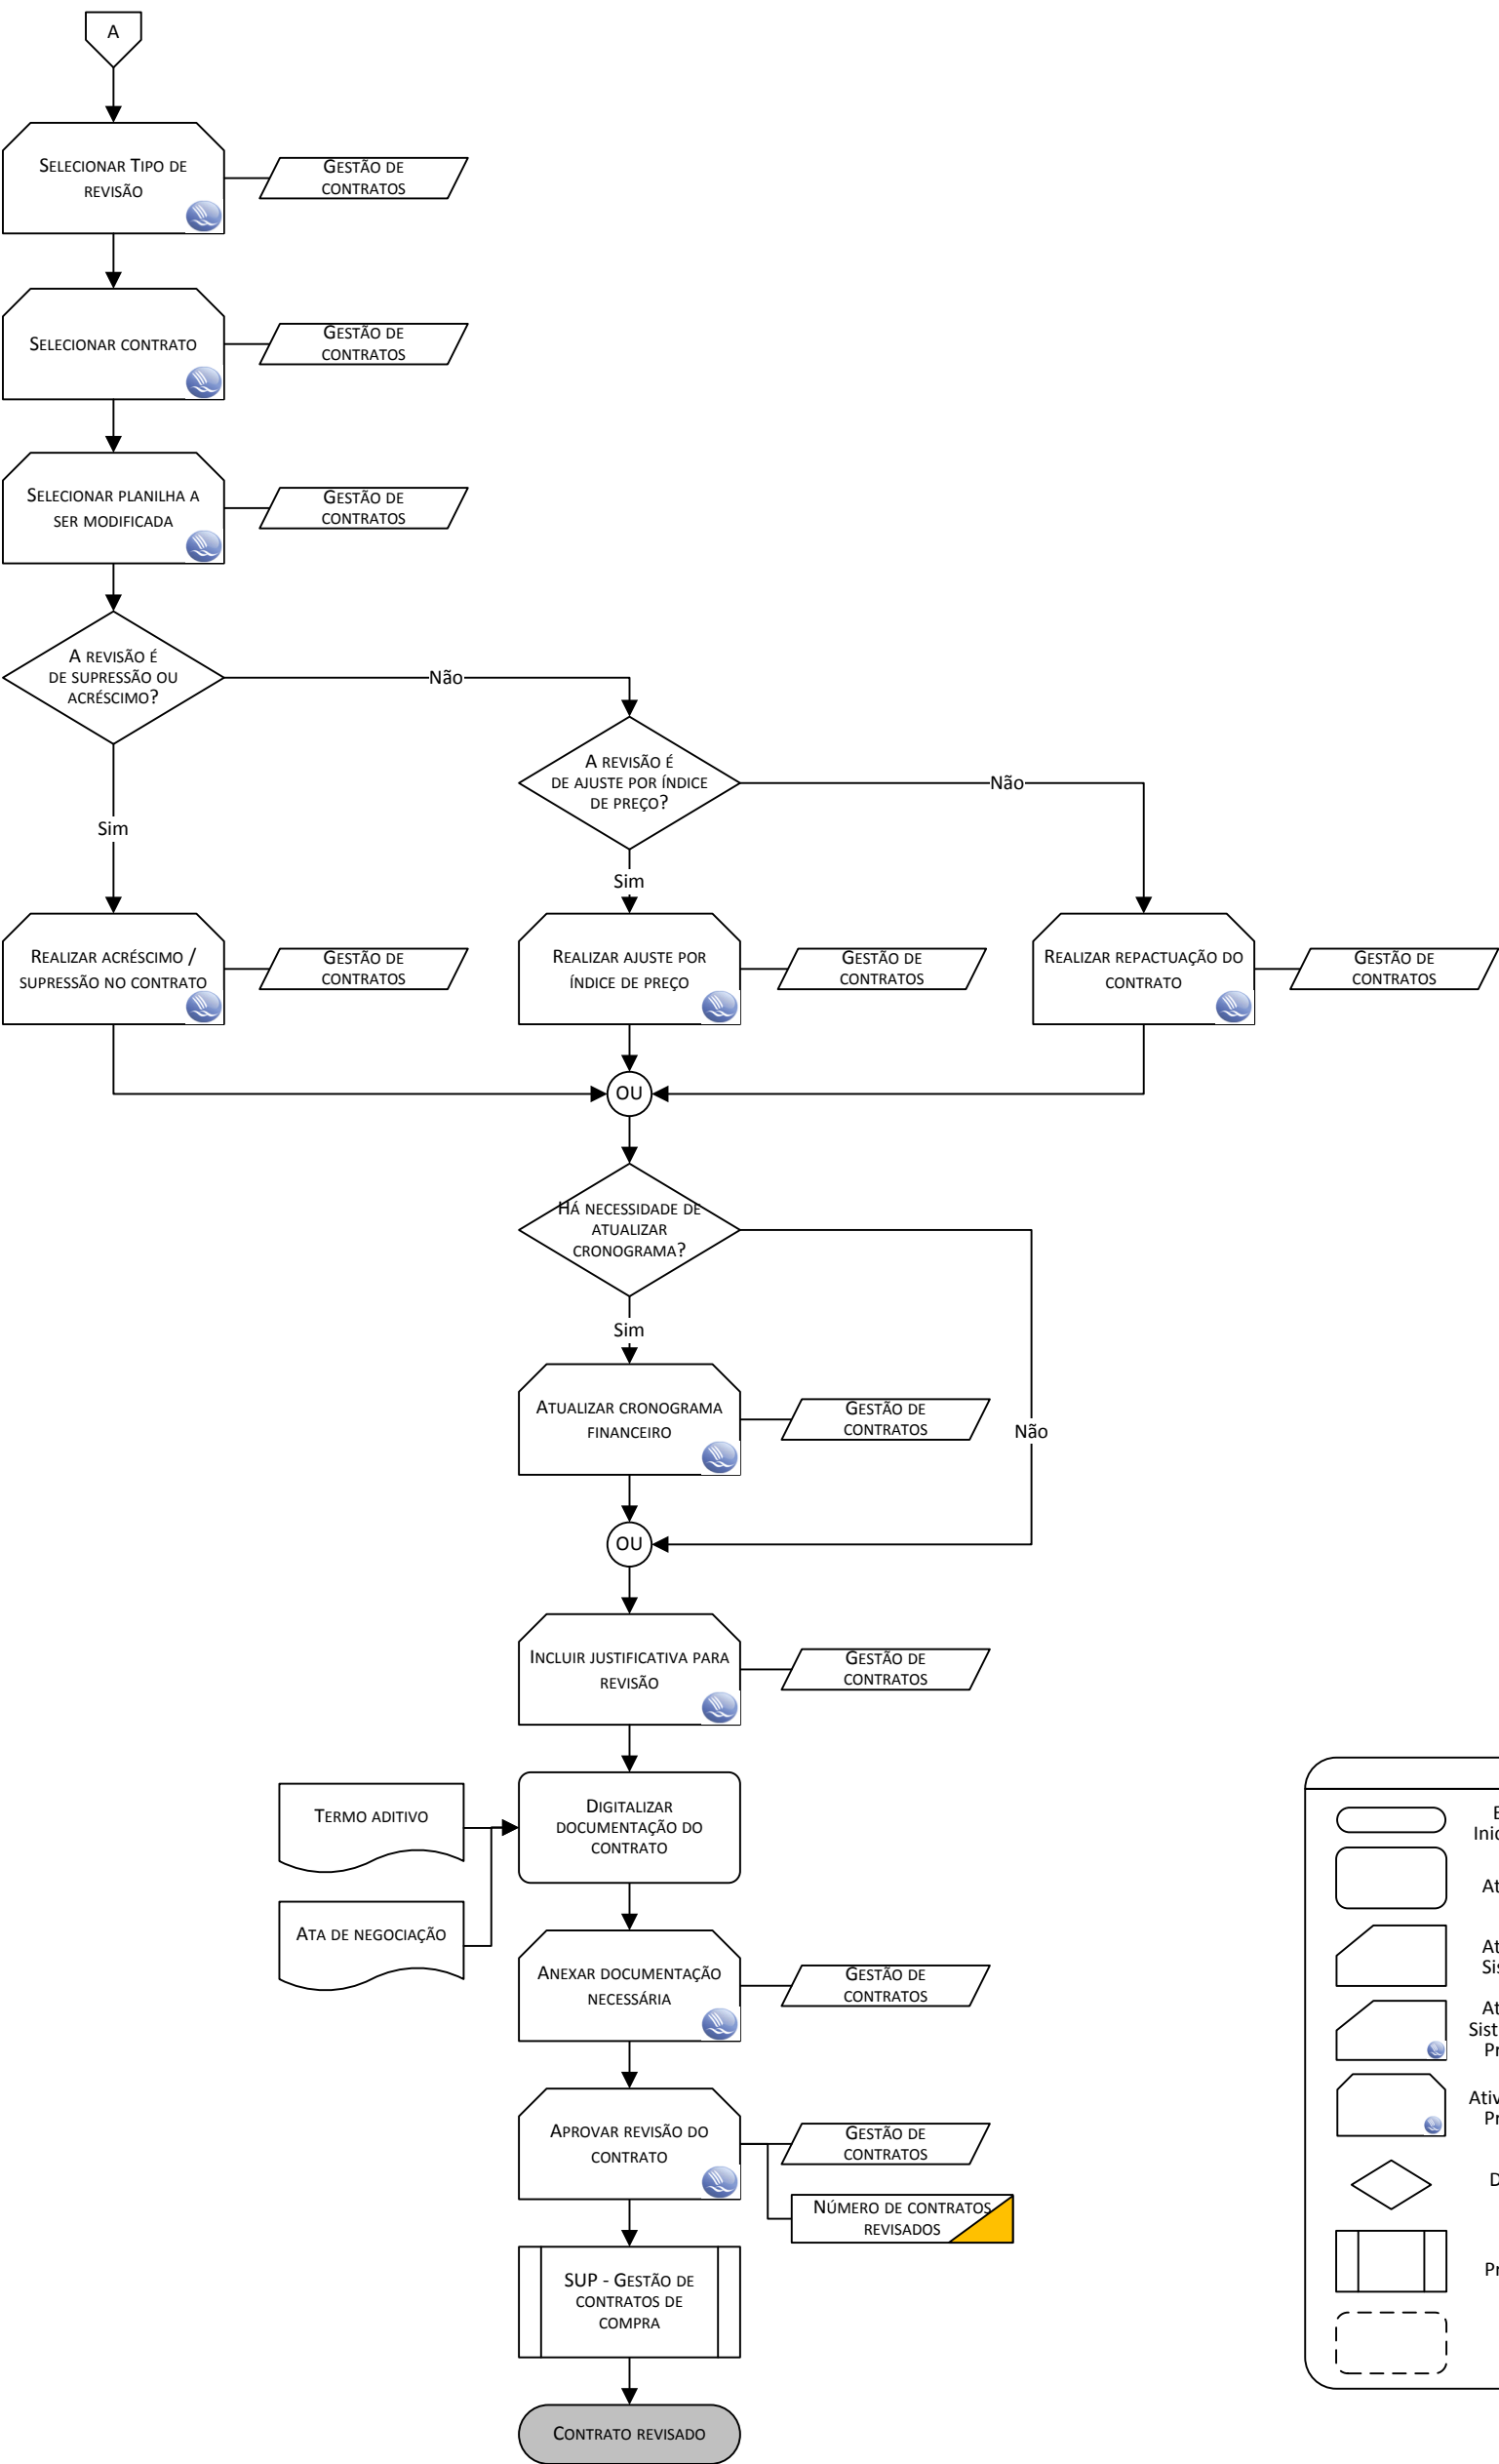 A
Selecionar Tipo de
revisão
Gestão de
contratos
Selecionar contrato
Gestão de
contratos
Selecionar planilha a
ser modificada
Gestão de
contratos
A revisão é
de supressão ou
acréscimo?
Não
Sim
A revisão é
de ajuste por índice
de preço?
Não
Sim
Realizar acréscimo /
supressão no contrato
Gestão de
contratos
Realizar ajuste por
índice de preço
Gestão de
contratos
Realizar repactuação do
contrato
Gestão de
contratos
OU
Há necessidade de
atualizar
cronograma?
Sim
Não
Atualizar cronograma
financeiro
Gestão de
contratos
OU
Incluir justificativa para
revisão
Gestão de
contratos
Termo aditivo
Digitalizar
documentação do
contrato
Ata de negociação
Anexar documentação
necessária
Gestão de
contratos
Aprovar revisão do
contrato
Gestão de
contratos
Número de contratos
revisados
SUP - Gestão de
contratos de
compra
Contrato revisado